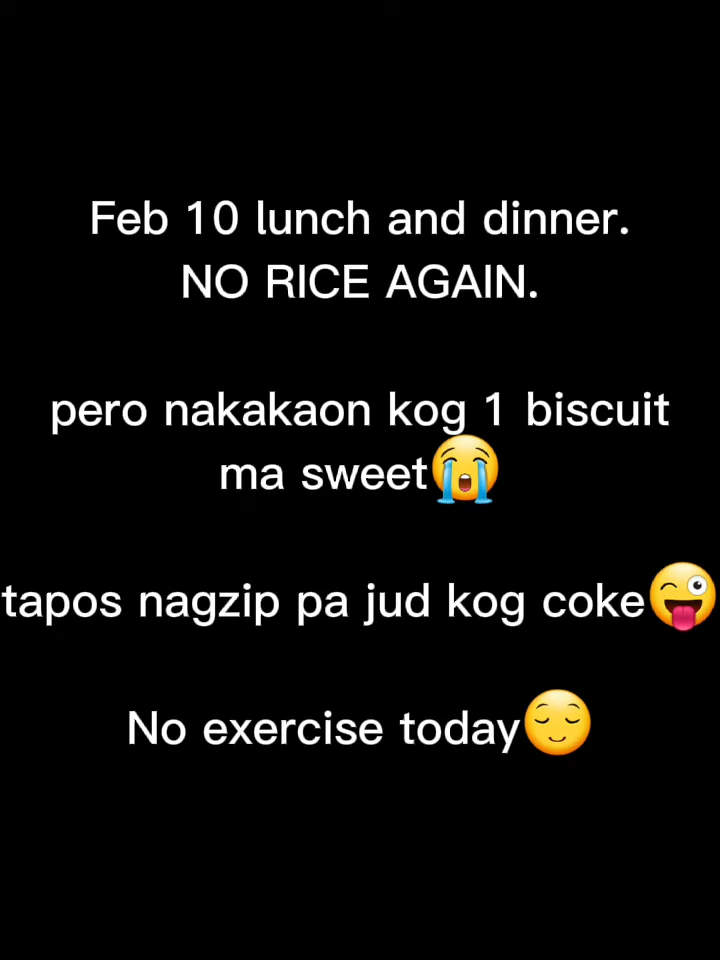 Feb 10 lunch and dinner.
NO RICE AGAIN.
pero nakakaon kog 1 biscuit
ma sweet😭
tapos nagzip pa jud kog coke😜
No exercise today😌